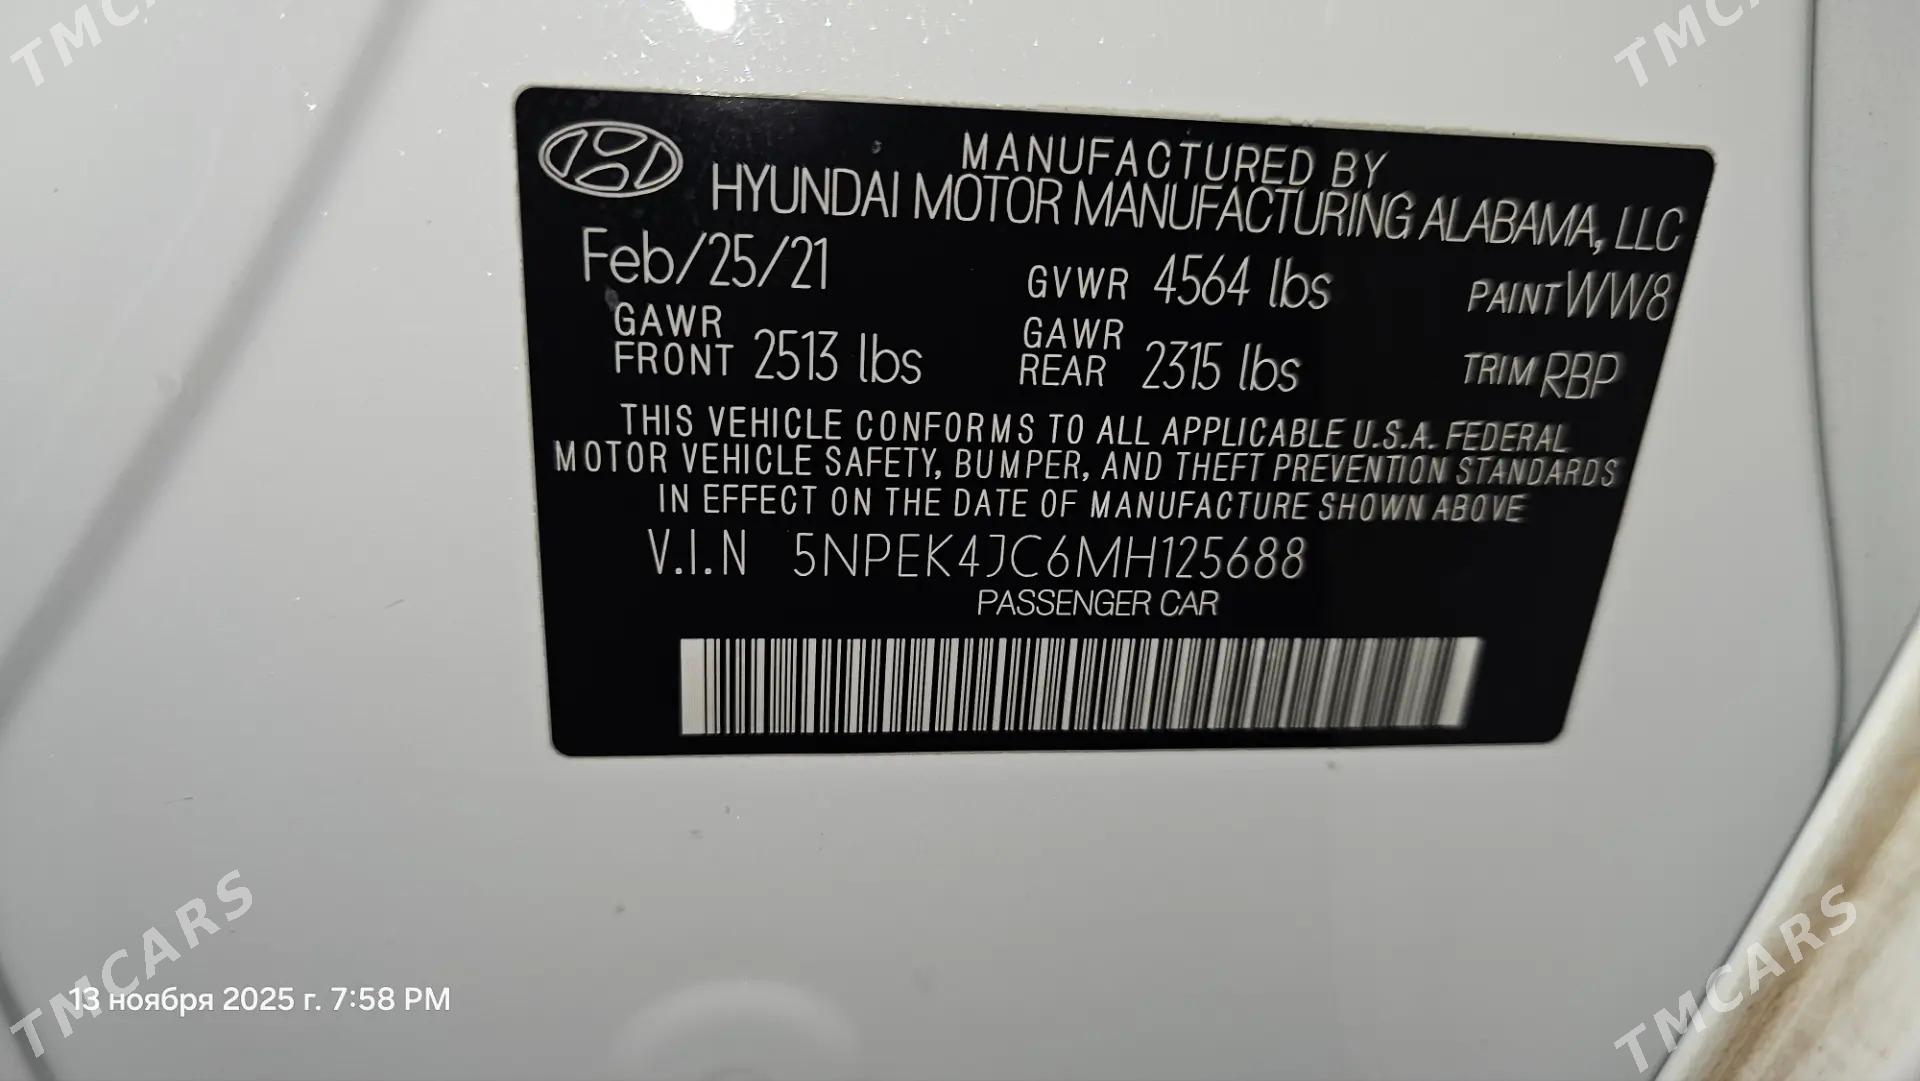 MANUFACTURED BY
HYUNDAI MOTOR MANUFACTURING ALABAMA, LLC
Feb/25/21 GVWR 4564 lbs PAINT WW8
GAWR FRONT 2513 lbs GAWR REAR 2315 lbs TRIM RBP
THIS VEHICLE CONFORMS TO ALL APPLICABLE U.S.A. FEDERAL
MOTOR VEHICLE SAFETY, BUMPER, AND THEFT PREVENTION STANDARDS
IN EFFECT ON THE DATE OF MANUFACTURE SHOWN ABOVE
V.I.N 5NPEK4JC6MH125688
PASSENGER CAR
TMCARS
TMCARS
13 ноября 2025 г. 7:58 PM